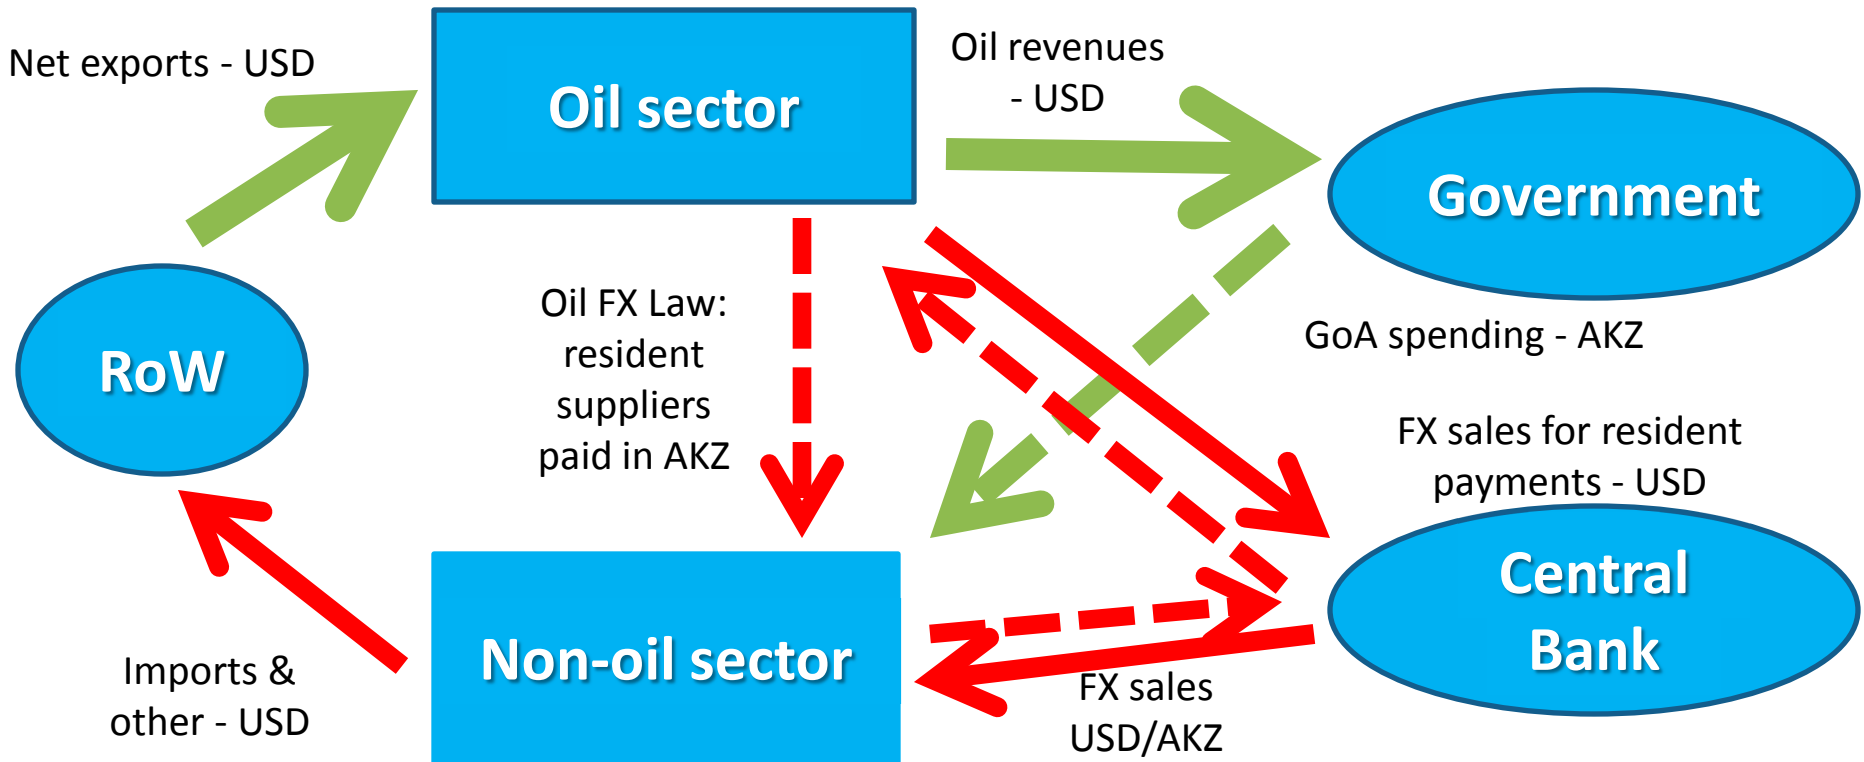 Net exports - USD
Oil sector
Oil revenues
- USD
Government
Oil FX Law:
resident
suppliers
paid in AKZ
GoA spending - AKZ
RoW
FX sales for resident
payments - USD
Central
Bank
Non-oil sector
Imports &
other - USD
FX sales
USD/AKZ